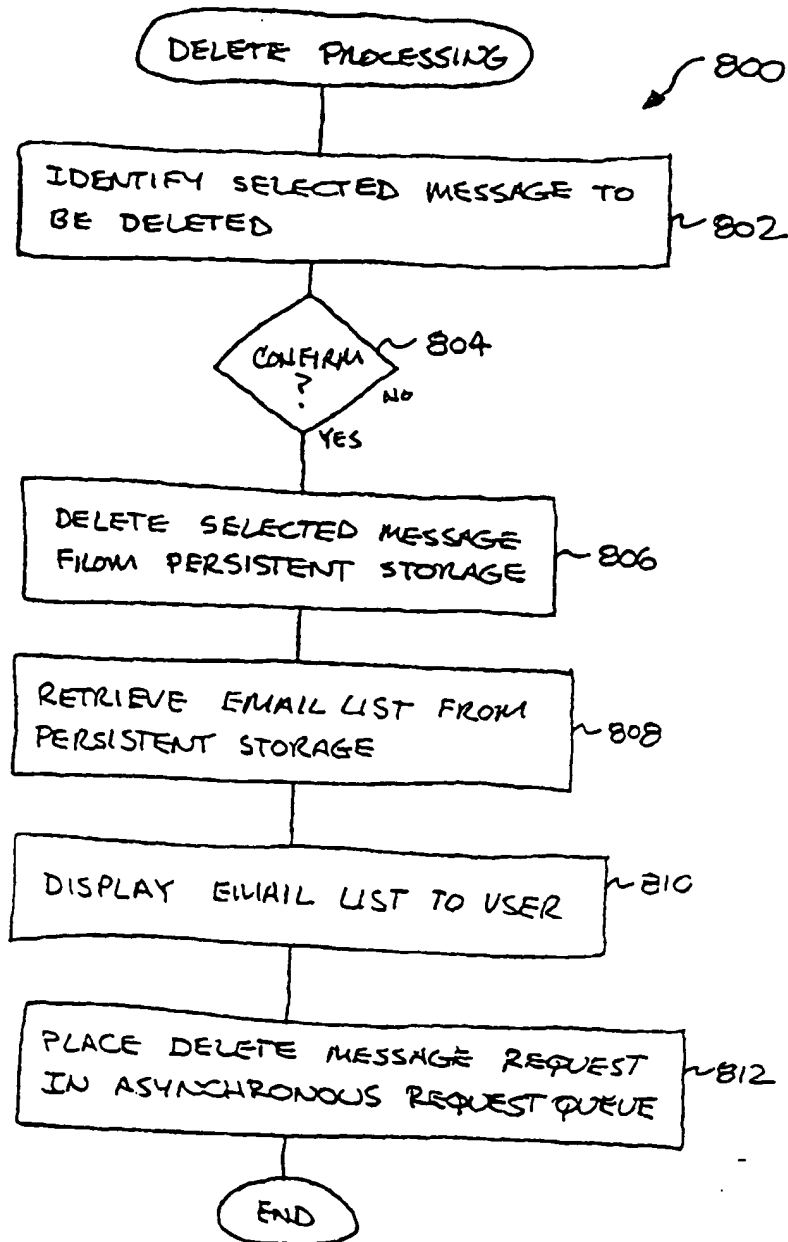 DELETE PROCESSING
800
IDENTIFY SELECTED MESSAGE TO
BE DELETED
802
CONFIRM
?
804
NO
YES
DELETE SELECTED MESSAGE
FROM PERSISTENT STORAGE
806
RETRIEVE EMAIL LIST FROM
PERSISTENT STORAGE
808
DISPLAY EMAIL LIST TO USER
810
PLACE DELETE MESSAGE REQUEST
IN ASYNCHRONOUS REQUEST QUEUE
812
END